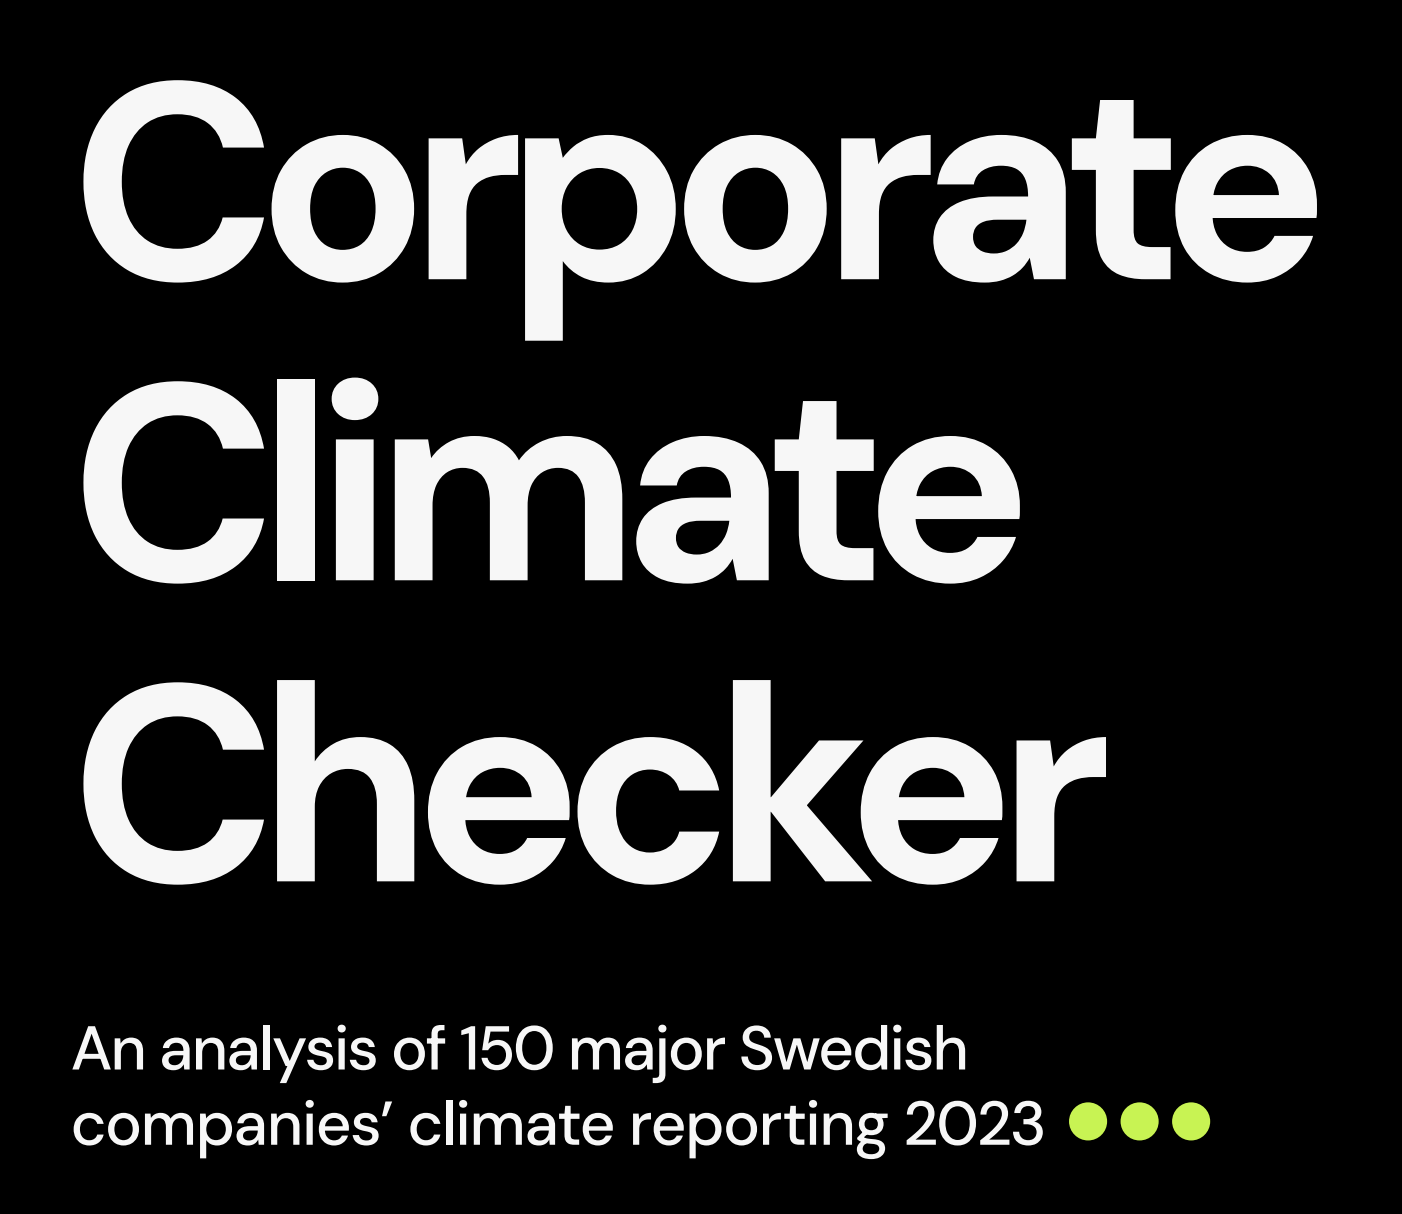 Corporate
Climate
Checker
An analysis of 150 major Swedish
companies’ climate reporting 2023